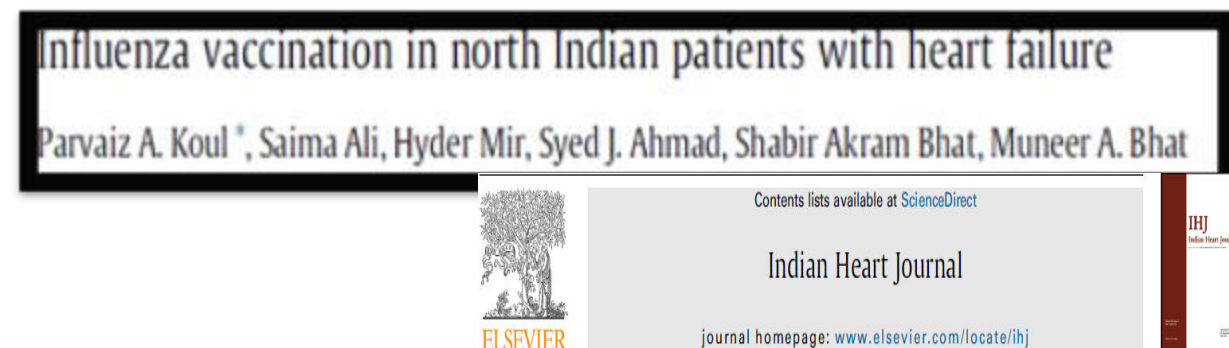 Influenza vaccination in north Indian patients with heart failure
Parvaiz A. Koul *, Saima Ali, Hyder Mir, Syed J. Ahmad, Shabir Akram Bhat, Muneer A. Bhat
Contents lists available at ScienceDirect
Indian Heart Journal
journal homepage: www.elsevier.com/locate/ihj
ELSEVIER
IHJ
Indian Heart Jou